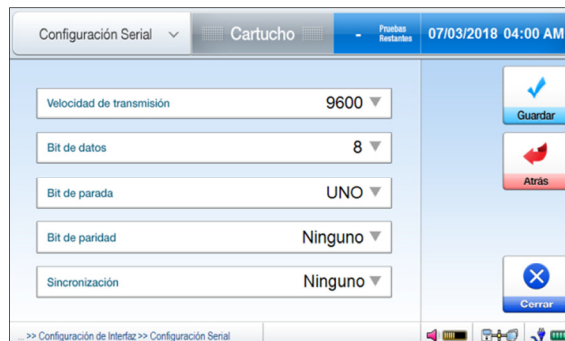 Configuración Serial
Cartucho
-
Pruebas
Restantes
07/03/2018 04:00 AM
Velocidad de transmisión
9600
Guardar
Bit de datos
8
Atrás
Bit de parada
UNO
Bit de paridad
Ninguno
Sincronización
Ninguno
Cerrar
... >> Configuración de Interfaz >> Configuración Serial